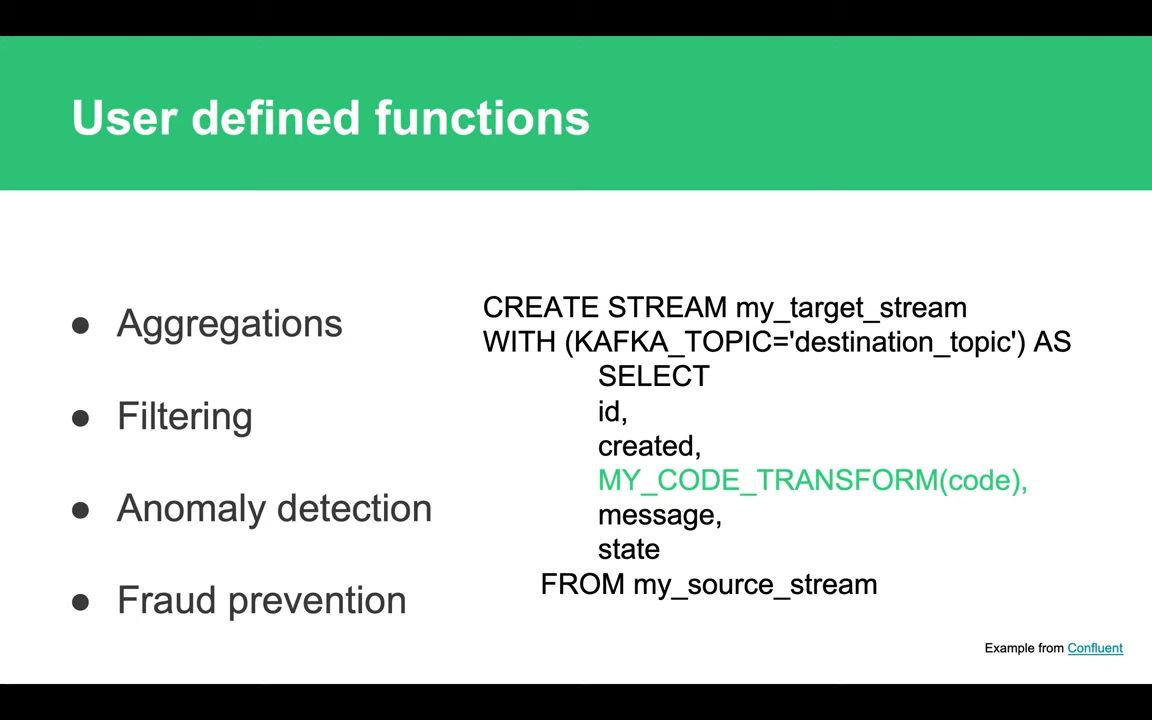 User defined functions
● Aggregations
● Filtering
● Anomaly detection
● Fraud prevention
CREATE STREAM my_target_stream
WITH (KAFKA_TOPIC='destination_topic') AS
SELECT
id,
created,
MY_CODE_TRANSFORM(code),
message,
state
FROM my_source_stream
Example from Confluent